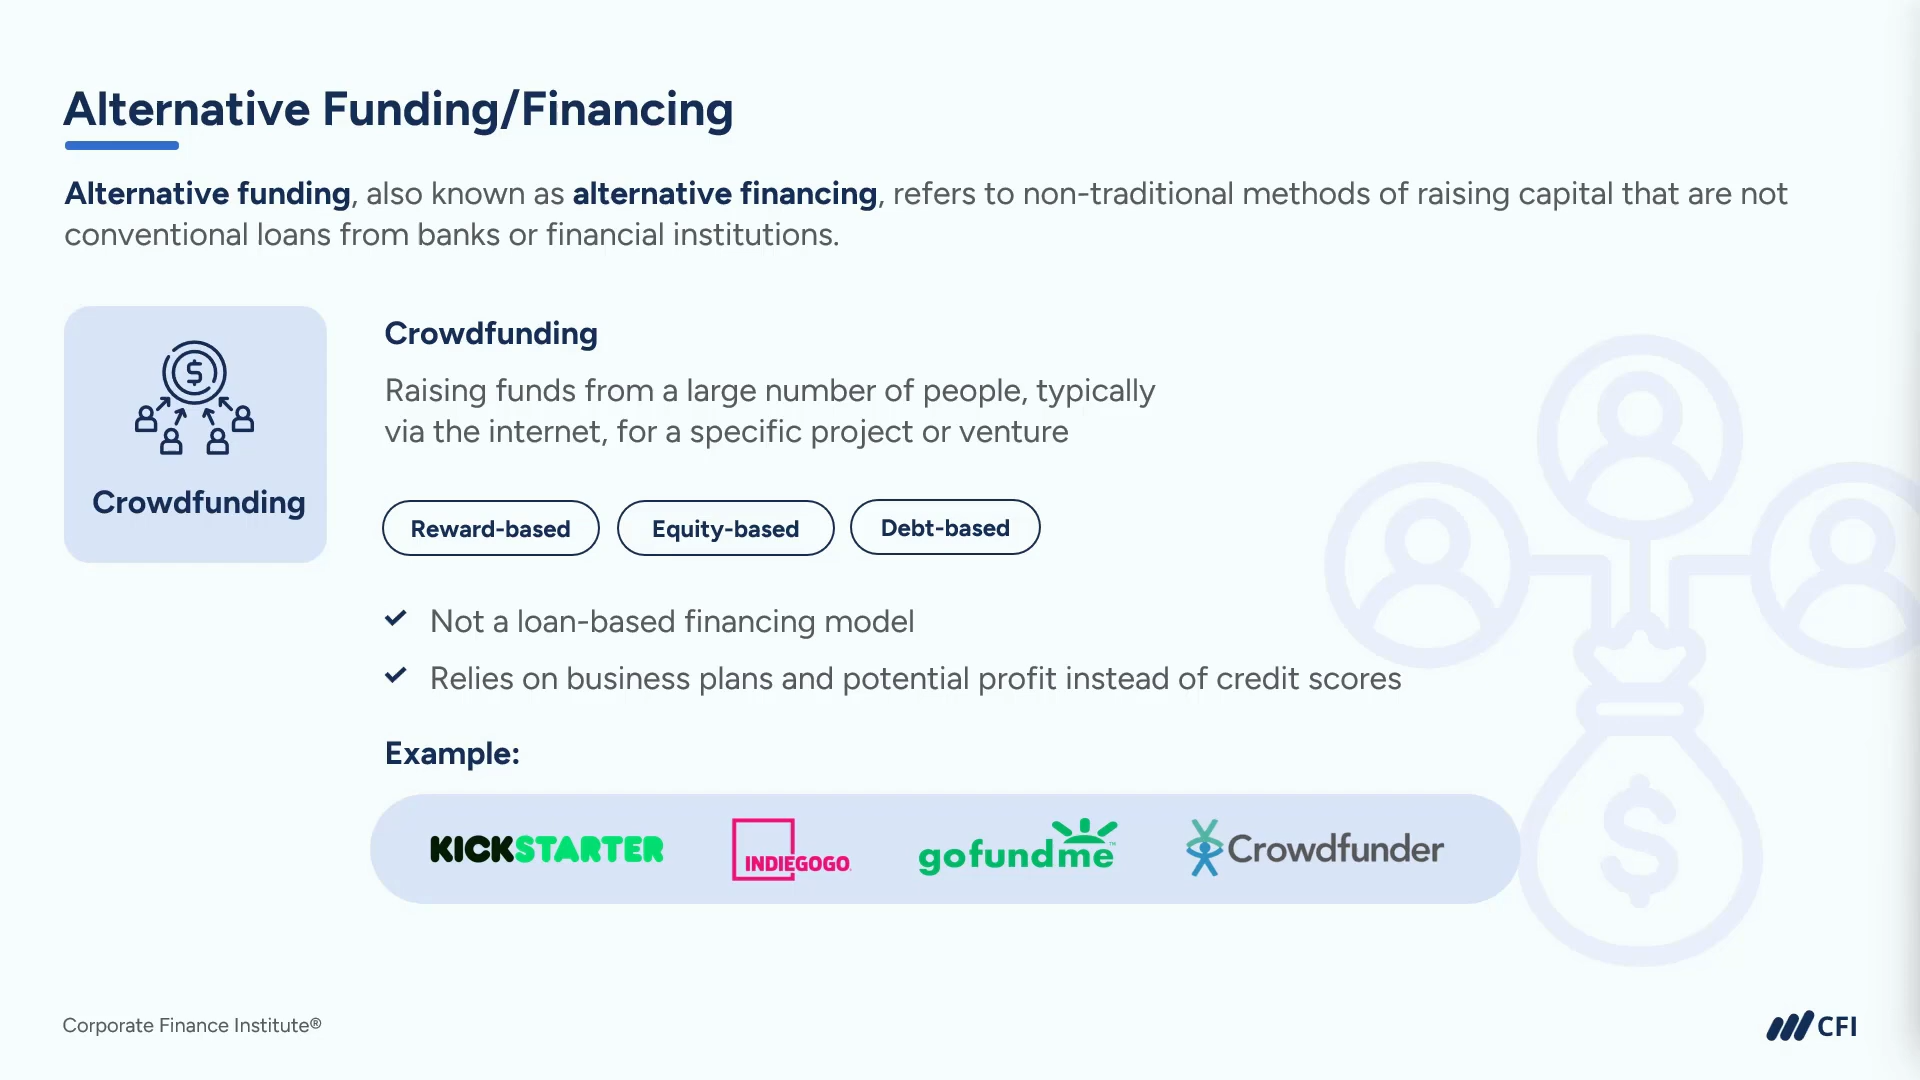 Alternative Funding/Financing
Alternative funding, also known as alternative financing, refers to non-traditional methods of raising capital that are not
conventional loans from banks or financial institutions.
Crowdfunding
Crowdfunding
Raising funds from a large number of people, typically
via the internet, for a specific project or venture
Reward-based
Equity-based
Debt-based
Not a loan-based financing model
Relies on business plans and potential profit instead of credit scores
Example:
KICKSTARTER
INDIEGOGO
gofundme™
Crowdfunder
Corporate Finance Institute®
CFI